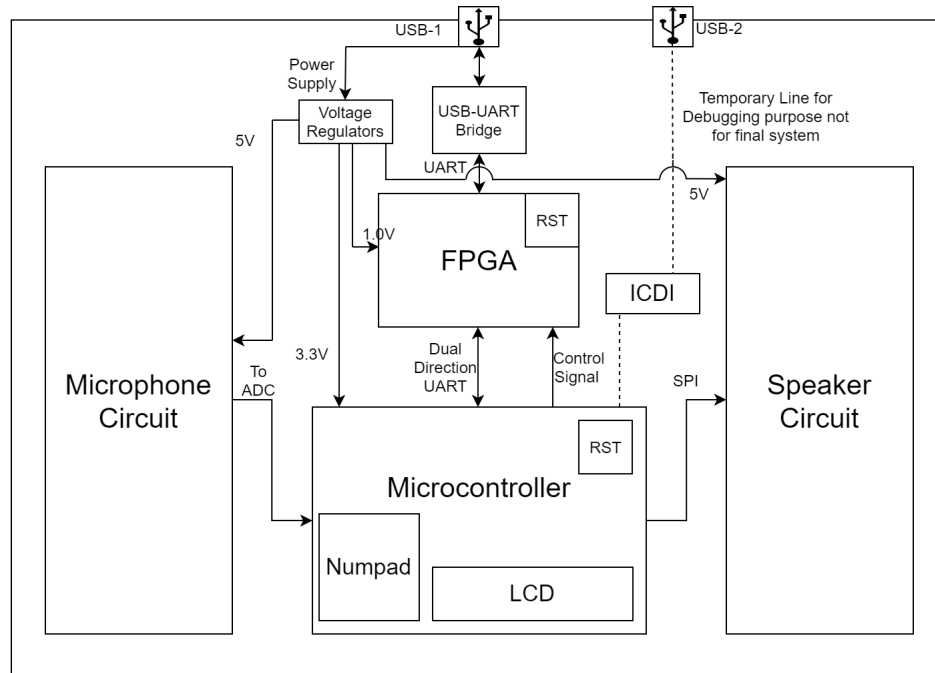 USB-1
USB-2
Power
Supply
Voltage
Regulators
USB-UART
Bridge
Temporary Line for
Debugging purpose not
for final system
5V
UART
5V
RST
1.0V
FPGA
ICDI
3.3V
Dual
Direction
UART
Control
Signal
To
ADC
SPI
Microphone
Circuit
Speaker
Circuit
RST
Microcontroller
Numpad
LCD